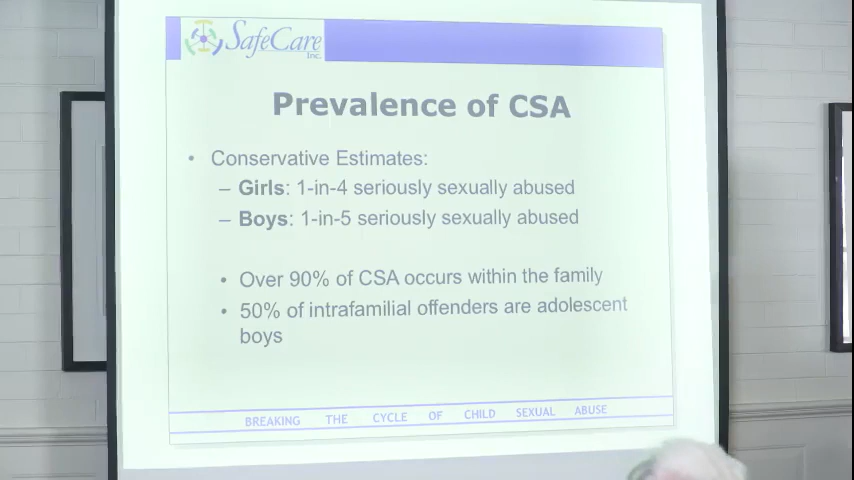 SafeCare
Inc.
Prevalence of CSA
• Conservative Estimates:
– Girls: 1-in-4 seriously sexually abused
– Boys: 1-in-5 seriously sexually abused
• Over 90% of CSA occurs within the family
• 50% of intrafamilial offenders are adolescent
boys
BREAKING THE CYCLE OF CHILD SEXUAL ABUSE